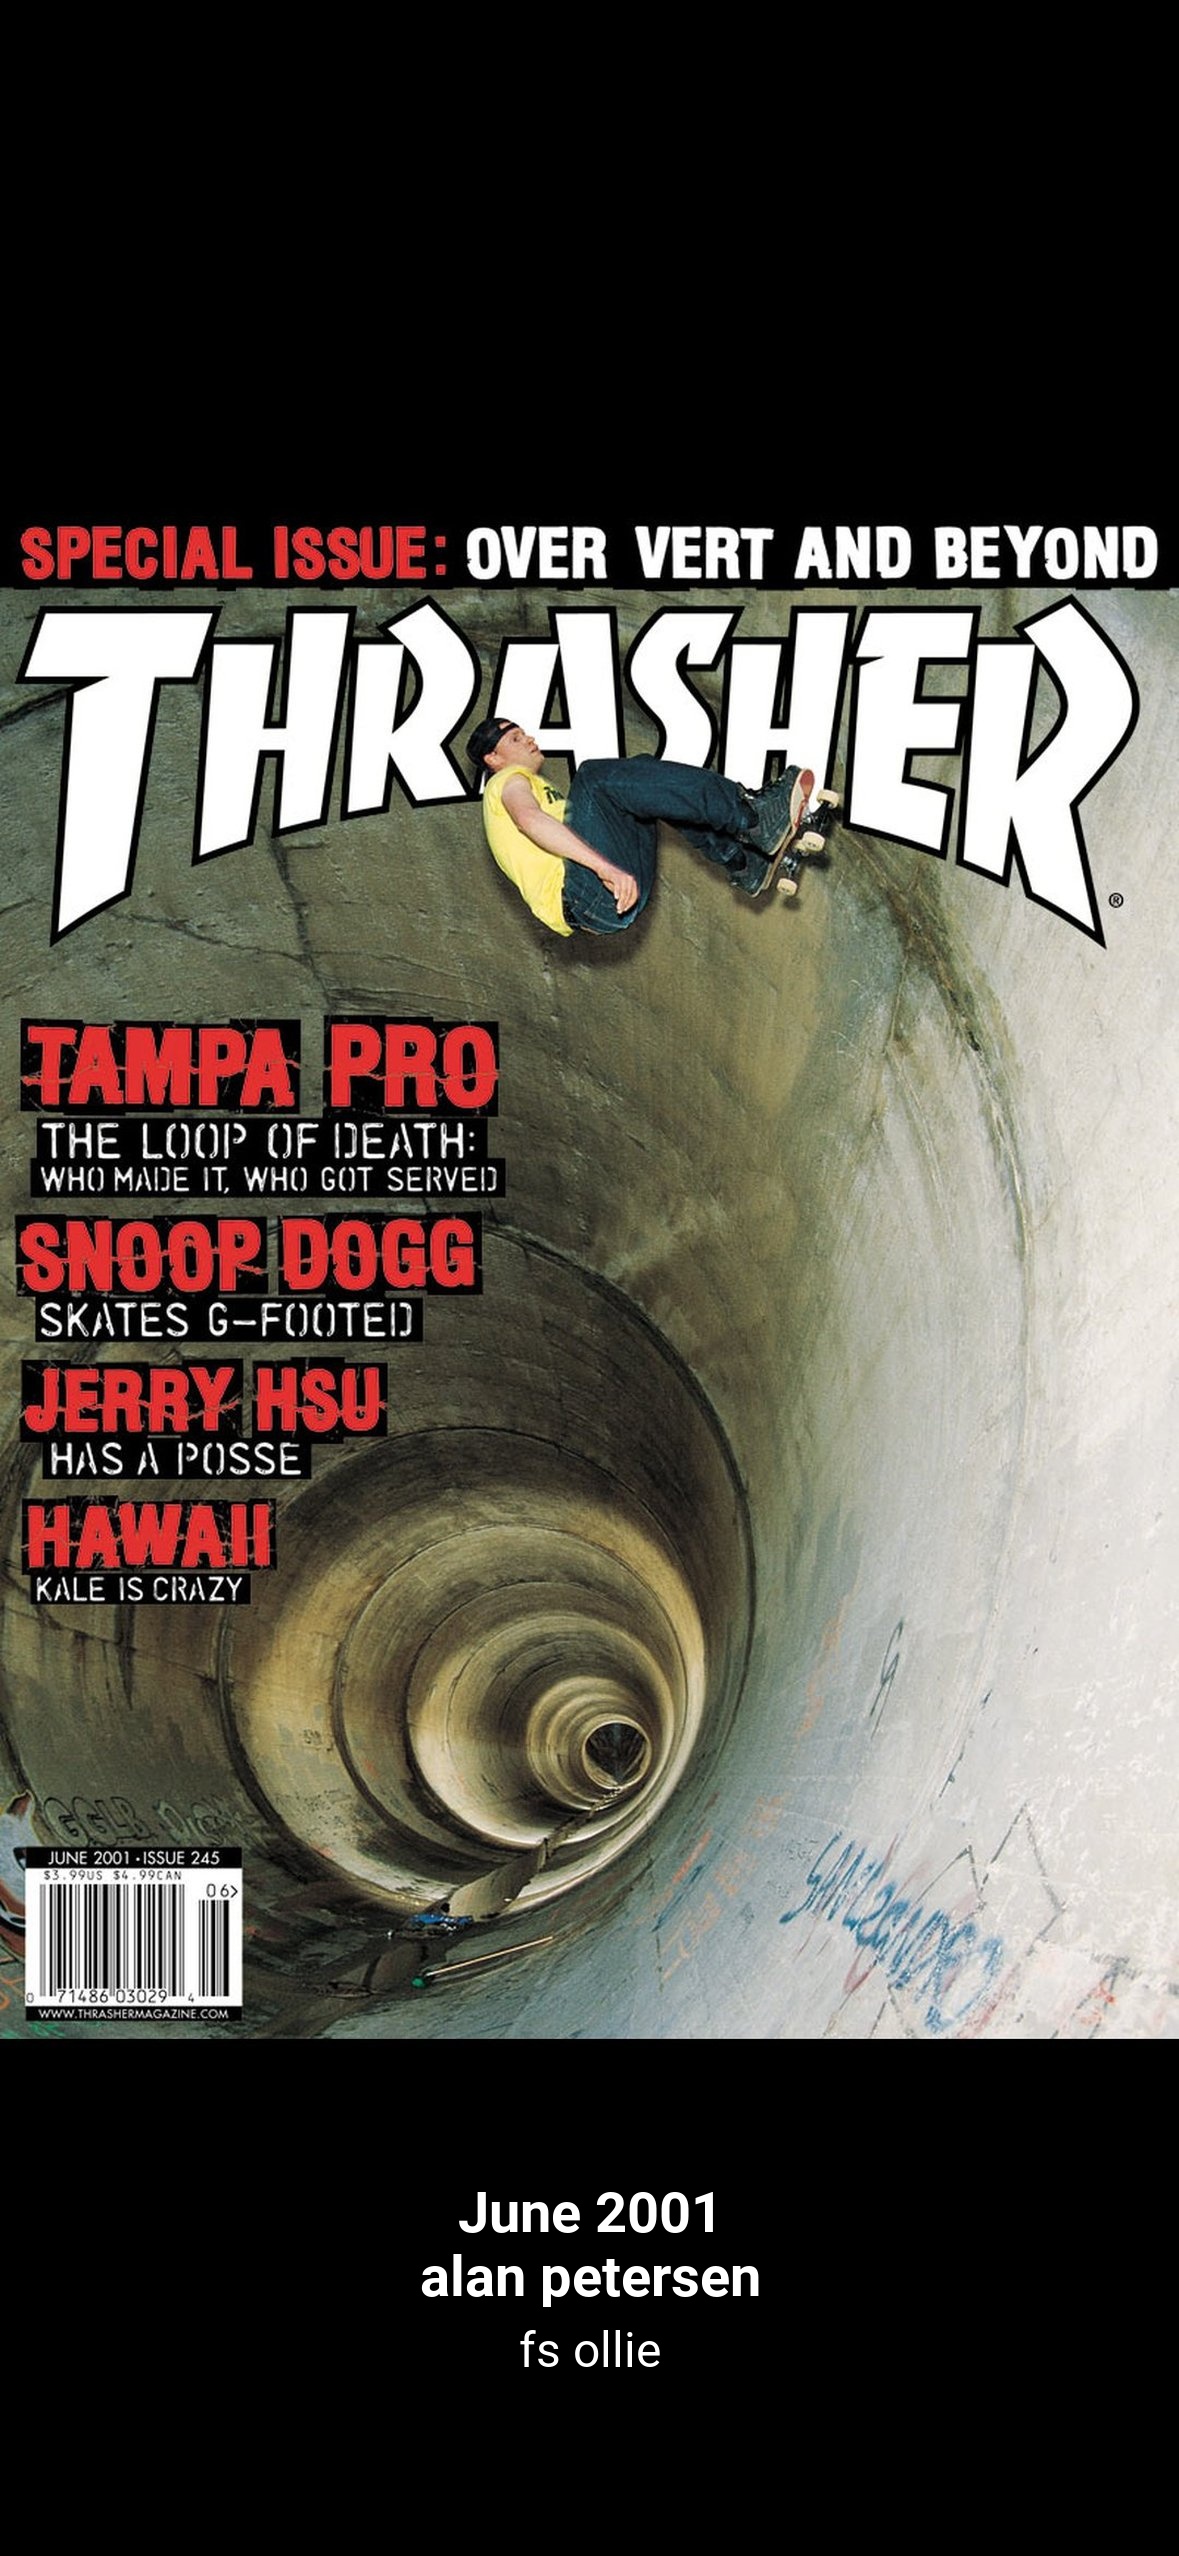 SPECIAL ISSUE: OVER VERT AND BEYOND
THRASHER
®
TAMPA PRO
THE LOOP OF DEATH:
WHO MADE IT, WHO GOT SERVED
SNOOP DOGG
SKATES G-FOOTED
JERRY HSU
HAS A POSSE
HAWAII
KALE IS CRAZY
JUNE 2001 • ISSUE 245
$3.99US $4.99CAN
06>
0 71486 03029 4
WWW.THRASHERMAGAZINE.COM
June 2001
alan petersen
fs ollie